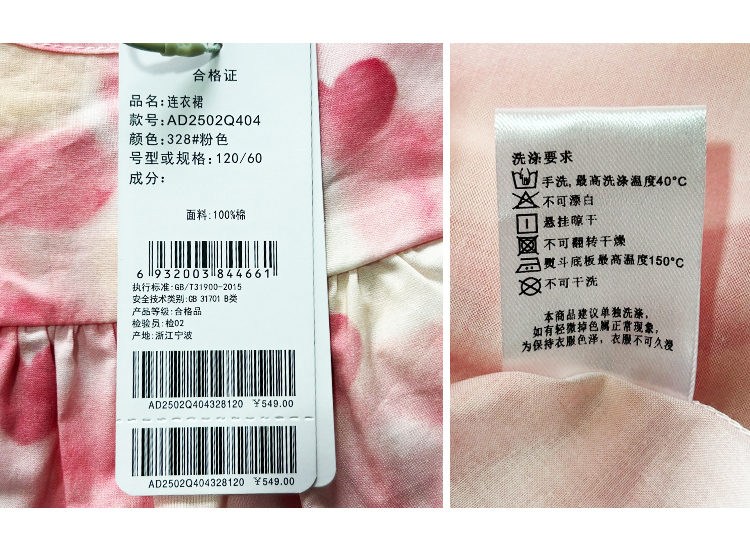 合格证
品名:连衣裙
款号:AD2502Q404
颜色:328#粉色
号型或规格:120/60
成分:
面料:100%棉
6 932003 844661
执行标准:GB/T31900-2015
安全技术类别:GB 31701 B类
产品等级:合格品
检验员:检02
产地:浙江宁波
AD2502Q404328120 ￥549.00
AD2502Q404328120 ￥549.00
洗涤要求
手洗,最高洗涤温度40°C
不可漂白
悬挂晾干
不可翻转干燥
熨斗底板最高温度150°C
不可干洗
本商品建议单独洗涤,
如有轻微掉色属正常现象,
为保持衣服色泽,衣服不可久浸